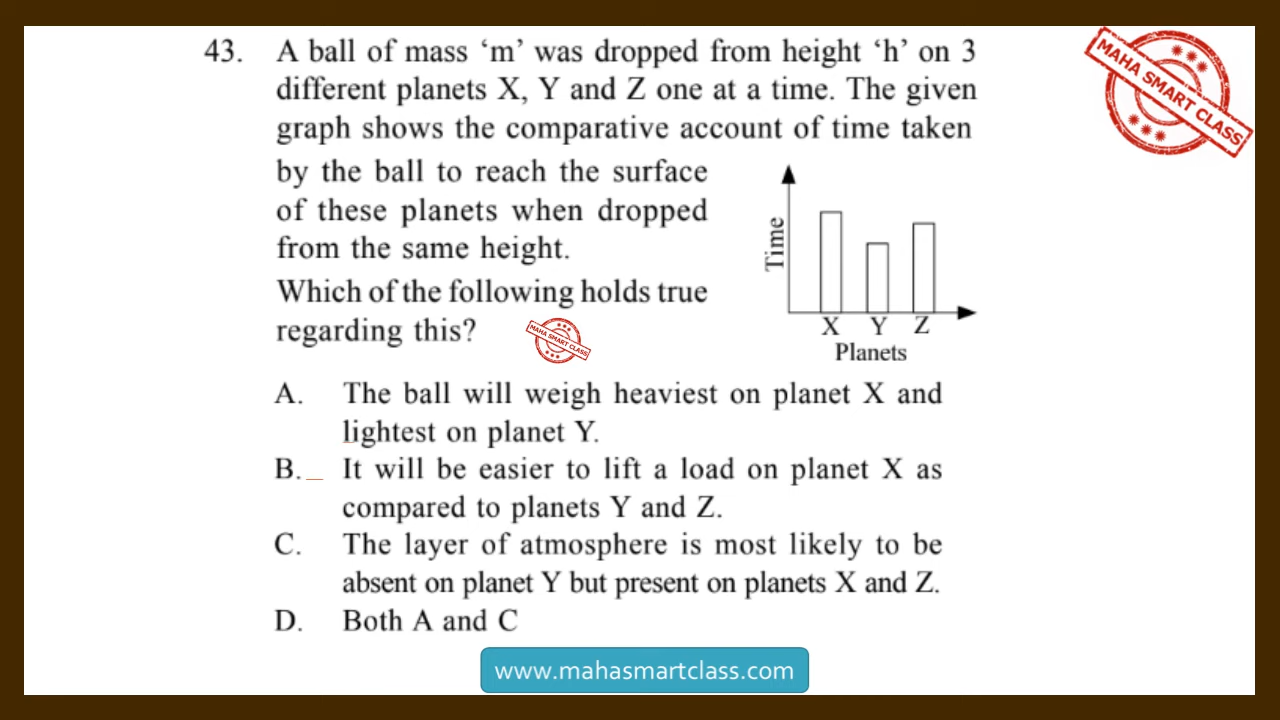 43. A ball of mass ‘m’ was dropped from height ‘h’ on 3
different planets X, Y and Z one at a time. The given
graph shows the comparative account of time taken
by the ball to reach the surface
of these planets when dropped
from the same height.
Which of the following holds true
regarding this?
Time
X Y Z
Planets
A. The ball will weigh heaviest on planet X and
lightest on planet Y.
B. It will be easier to lift a load on planet X as
compared to planets Y and Z.
C. The layer of atmosphere is most likely to be
absent on planet Y but present on planets X and Z.
D. Both A and C
MAHA SMART CLASS
MAHA SMART CLASS
www.mahasmartclass.com